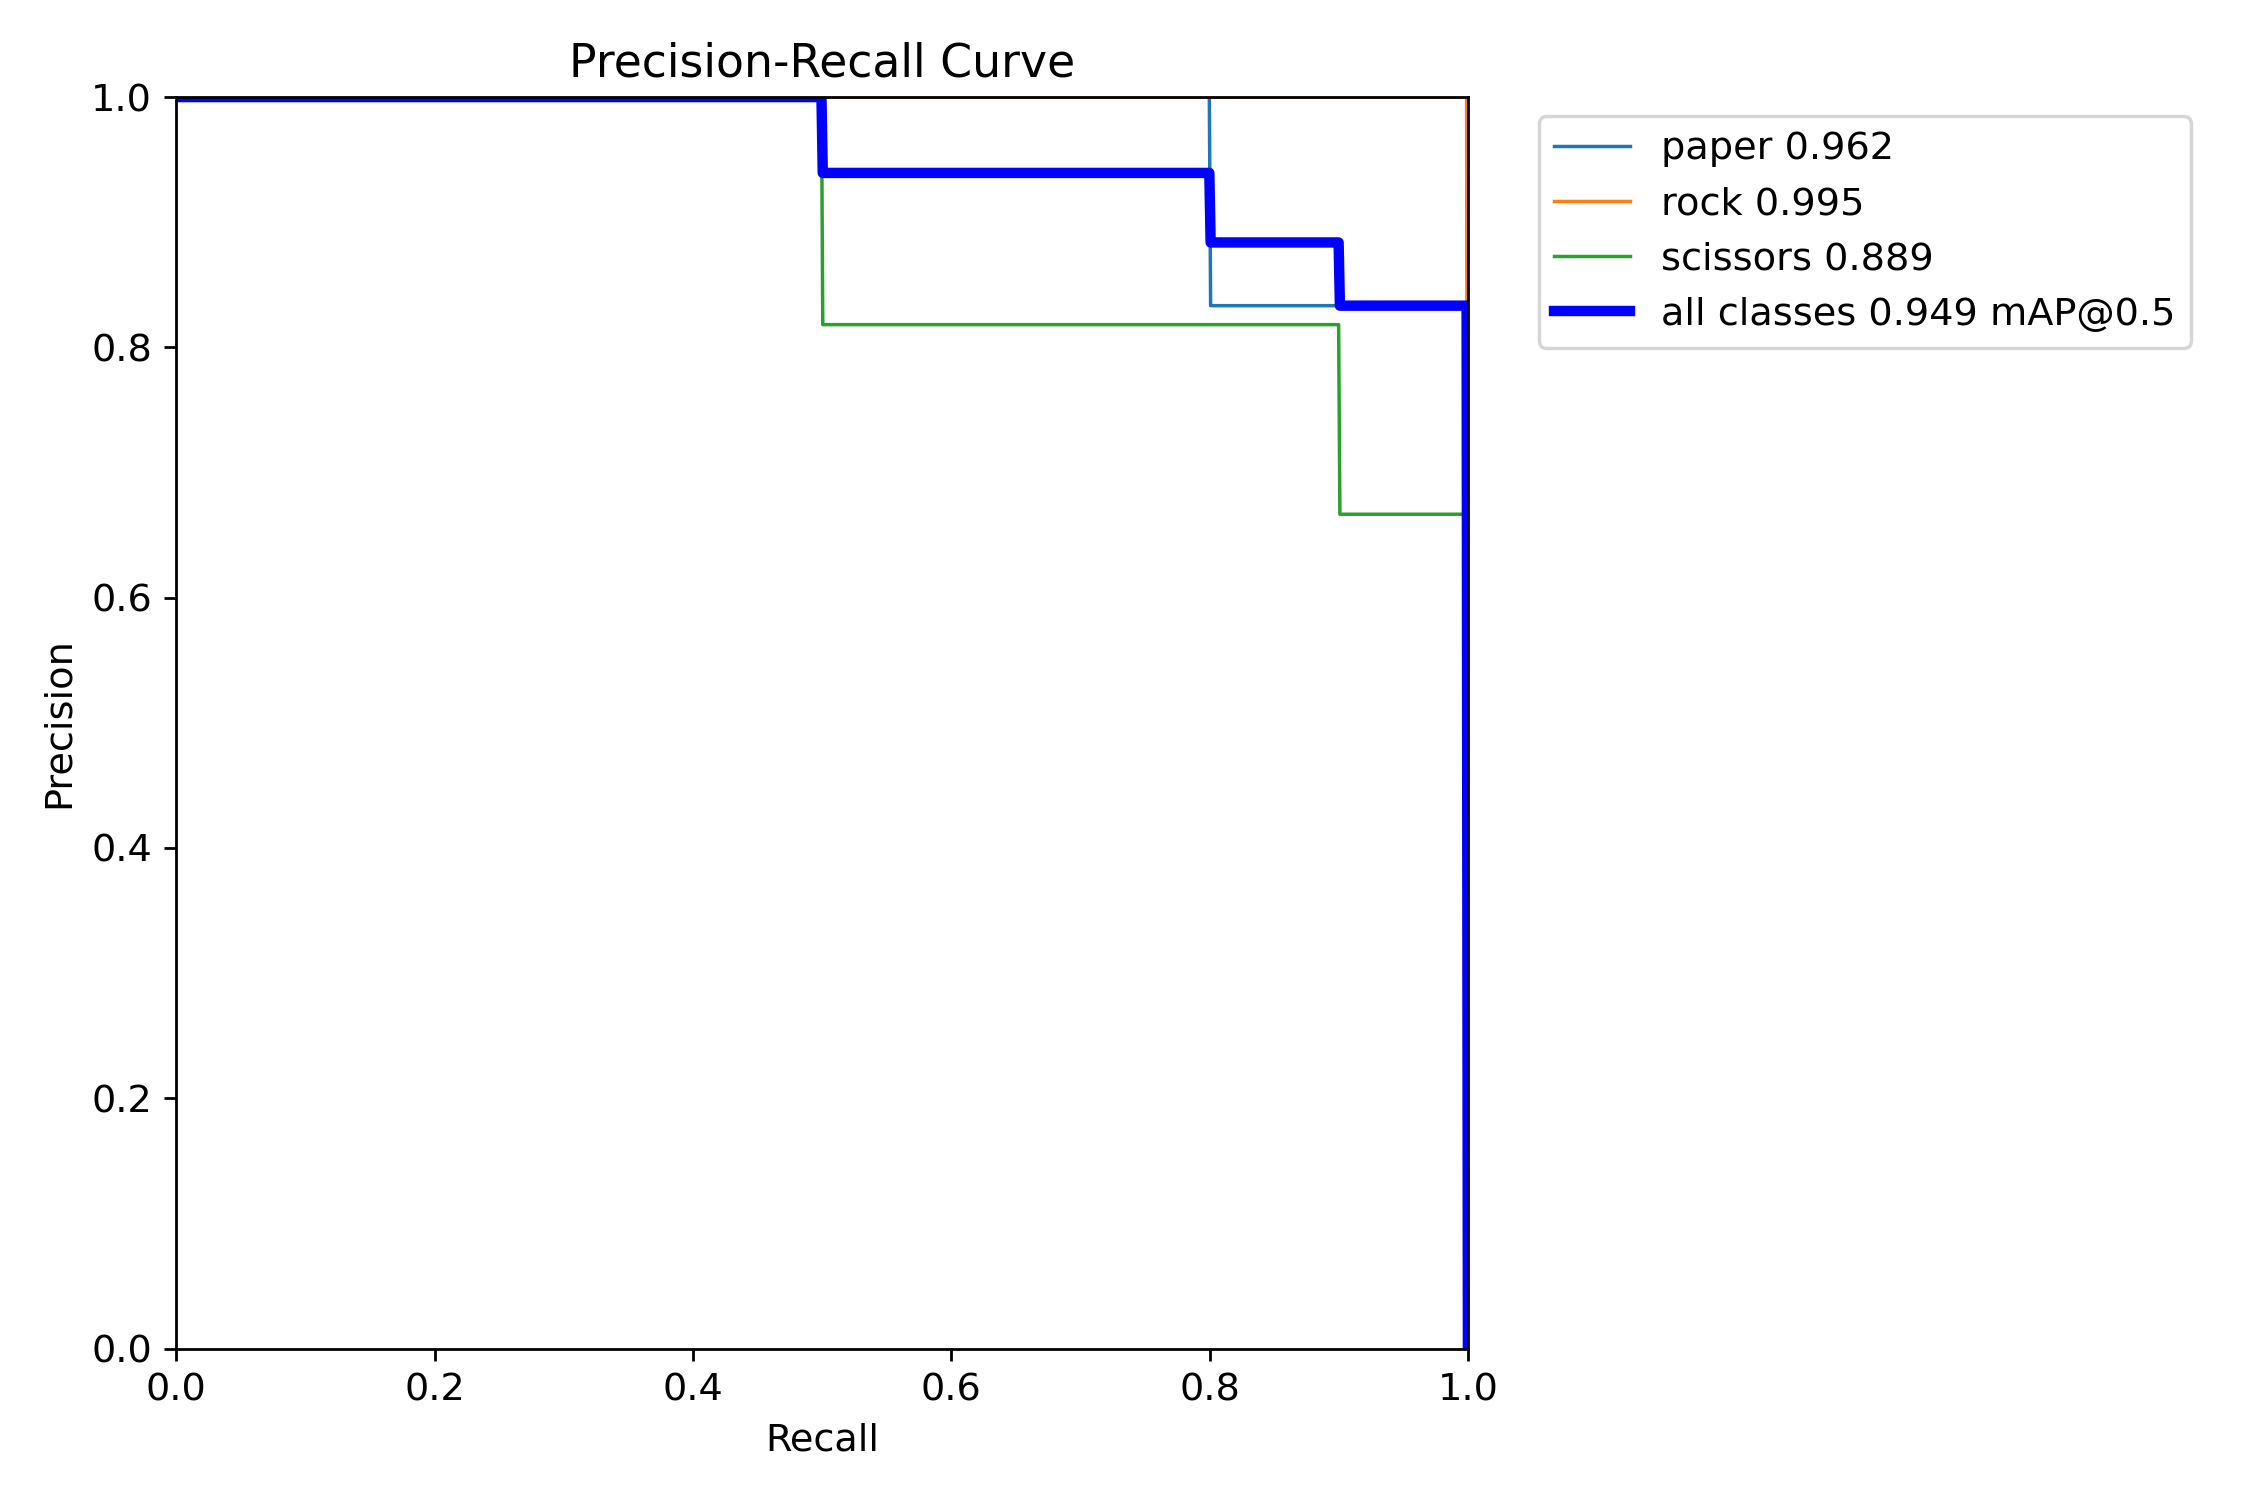 Precision-Recall Curve
1.0
0.8
0.6
0.4
0.2
0.0
Precision
0.0 0.2 0.4 0.6 0.8 1.0
Recall
paper 0.962
rock 0.995
scissors 0.889
all classes 0.949 mAP@0.5